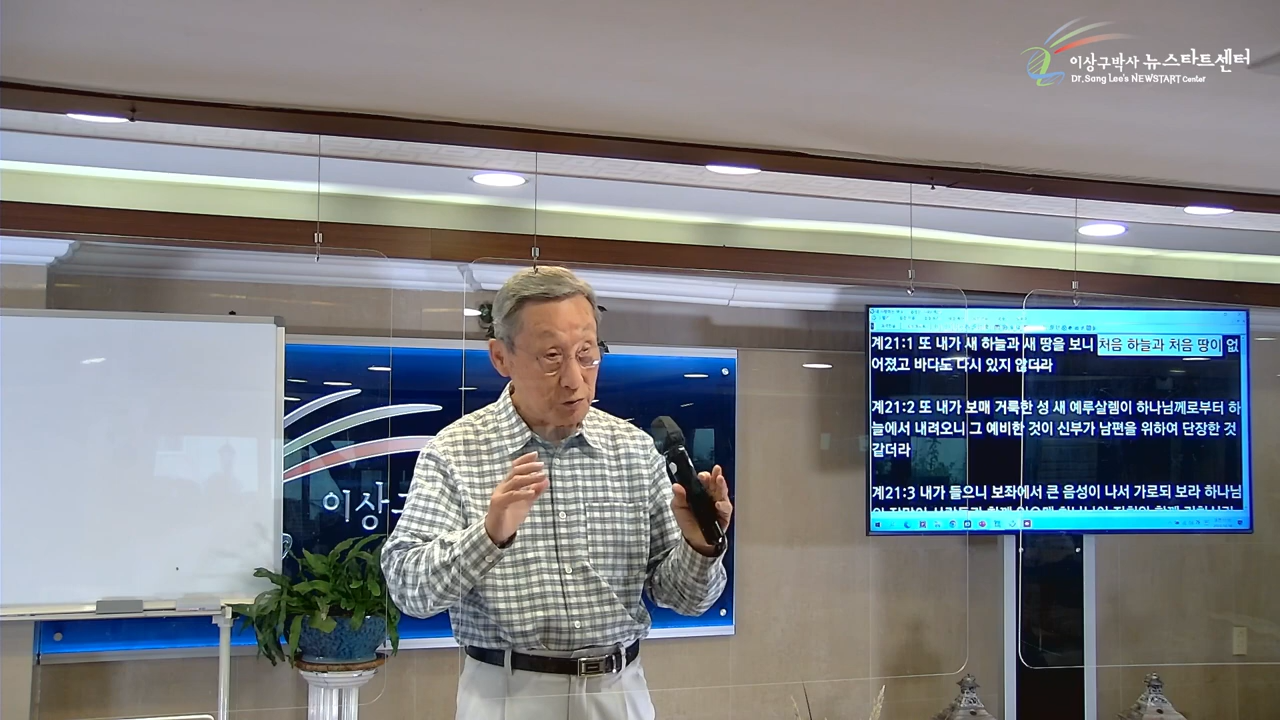 이상구박사 뉴스타트센터
Dr. Sang Lee's NEWSTART Center
계21:1 또 내가 새 하늘과 새 땅을 보니 처음 하늘과 처음 땅이 없
어졌고 바다도 다시 있지 않더라
계21:2 또 내가 보매 거룩한 성 새 예루살렘이 하나님께로부터 하
늘에서 내려오니 그 예비한 것이 신부가 남편을 위하여 단장한 것
같더라
계21:3 내가 들으니 보좌에서 큰 음성이 나서 가로되 보라 하나님
이상구